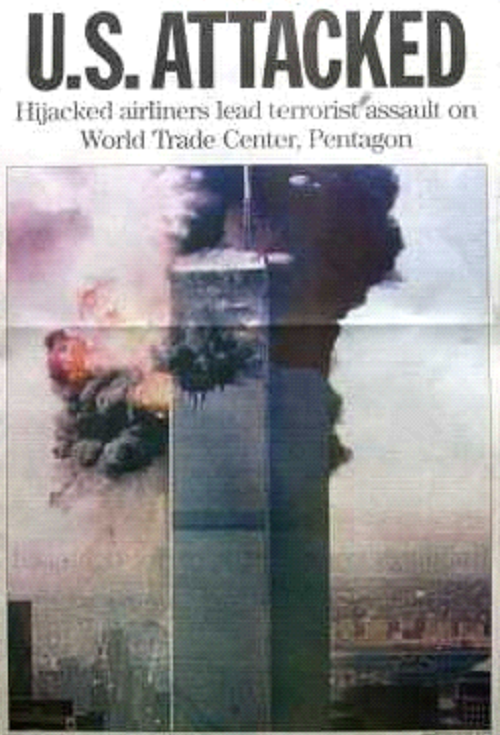 U.S. ATTACKED
Hijacked airliners lead terrorist assault on
World Trade Center, Pentagon